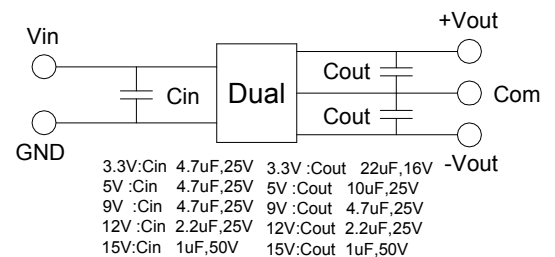 +Vout
Vin
Cout
Cin
Dual
Com
Cout
GND
-Vout
3.3V:Cin 4.7uF,25V 3.3V :Cout 22uF,16V
5V :Cin 4.7uF,25V 5V :Cout 10uF,25V
9V :Cin 4.7uF,25V 9V :Cout 4.7uF,25V
12V :Cin 2.2uF,25V 12V:Cout 2.2uF,25V
15V:Cin 1uF,50V 15V:Cout 1uF,50V